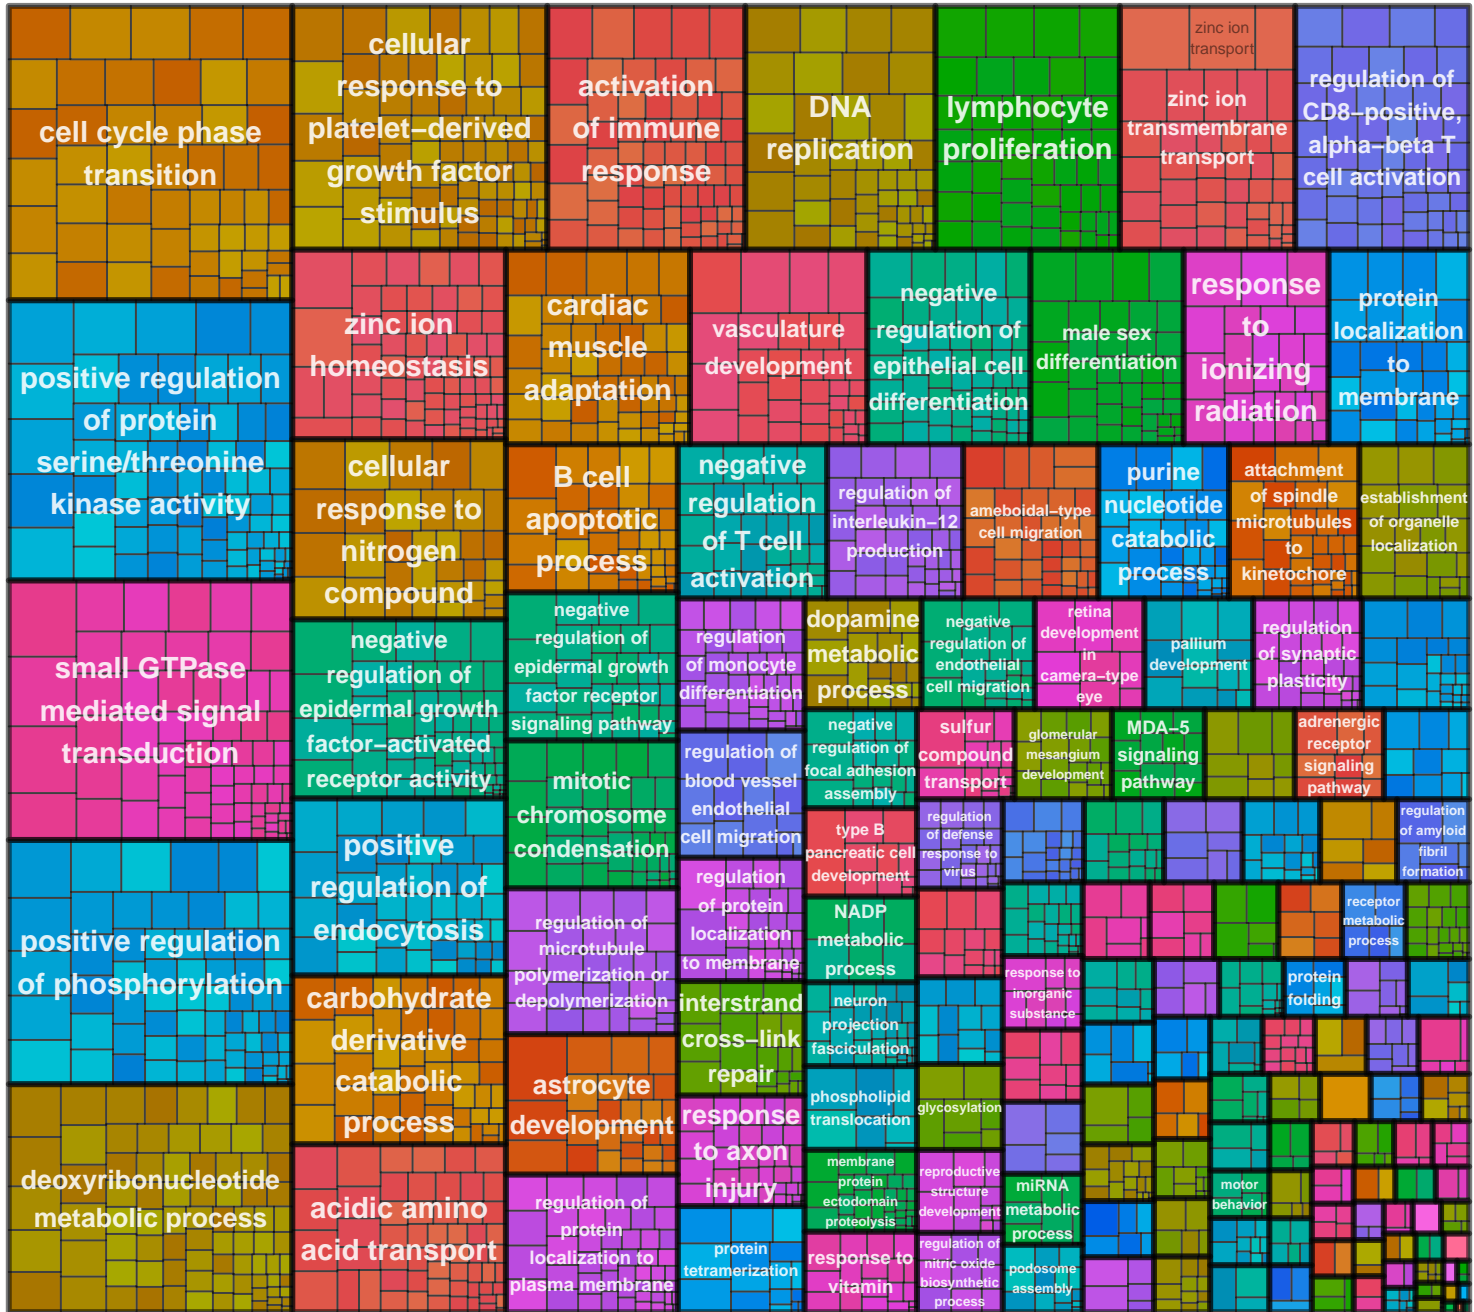 cell cycle phase
transition
cellular
response to
platelet−derived
growth factor
stimulus
activation
of immune
response
DNA
replication
lymphocyte
proliferation
zinc ion
transport
zinc ion
transmembrane
transport
regulation of
CD8−positive,
alpha−beta T
cell activation
positive regulation
of protein
serine/threonine
kinase activity
zinc ion
homeostasis
cardiac
muscle
adaptation
vasculature
development
negative
regulation of
epithelial cell
differentiation
male sex
differentiation
response
to
ionizing
radiation
protein
localization
to
membrane
cellular
response to
nitrogen
compound
B cell
apoptotic
process
negative
regulation
of T cell
activation
regulation of
interleukin−12
production
ameboidal−type
cell migration
purine
nucleotide
catabolic
process
attachment
of spindle
microtubules
to
kinetochore
establishment
of organelle
localization
small GTPase
mediated signal
transduction
negative
regulation of
epidermal growth
factor−activated
receptor activity
negative
regulation of
epidermal growth
factor receptor
signaling pathway
regulation
of monocyte
differentiation
dopamine
metabolic
process
negative
regulation of
endothelial
cell migration
retina
development
in
camera−type
eye
pallium
development
regulation
of synaptic
plasticity
mitotic
chromosome
condensation
regulation of
blood vessel
endothelial
cell migration
negative
regulation of
focal adhesion
assembly
sulfur
compound
transport
glomerular
mesangium
development
MDA−5
signaling
pathway
adrenergic
receptor
signaling
pathway
positive regulation
of phosphorylation
positive
regulation of
endocytosis
type B
pancreatic cell
development
regulation
of defense
response to
virus
regulation
of amyloid
fibril
formation
regulation of
microtubule
polymerization or
depolymerization
regulation
of protein
localization
to membrane
NADP
metabolic
process
receptor
metabolic
process
carbohydrate
derivative
catabolic
process
interstrand
cross−link
repair
neuron
projection
fasciculation
response to
inorganic
substance
protein
folding
astrocyte
development
phospholipid
translocation
glycosylation
deoxyribonucleotide
metabolic process
acidic amino
acid transport
response
to axon
injury
membrane
protein
ectodomain
proteolysis
reproductive
structure
development
miRNA
metabolic
process
motor
behavior
regulation of
protein
localization to
plasma membrane
protein
tetramerization
response to
vitamin
regulation of
nitric oxide
biosynthetic
process
podosome
assembly